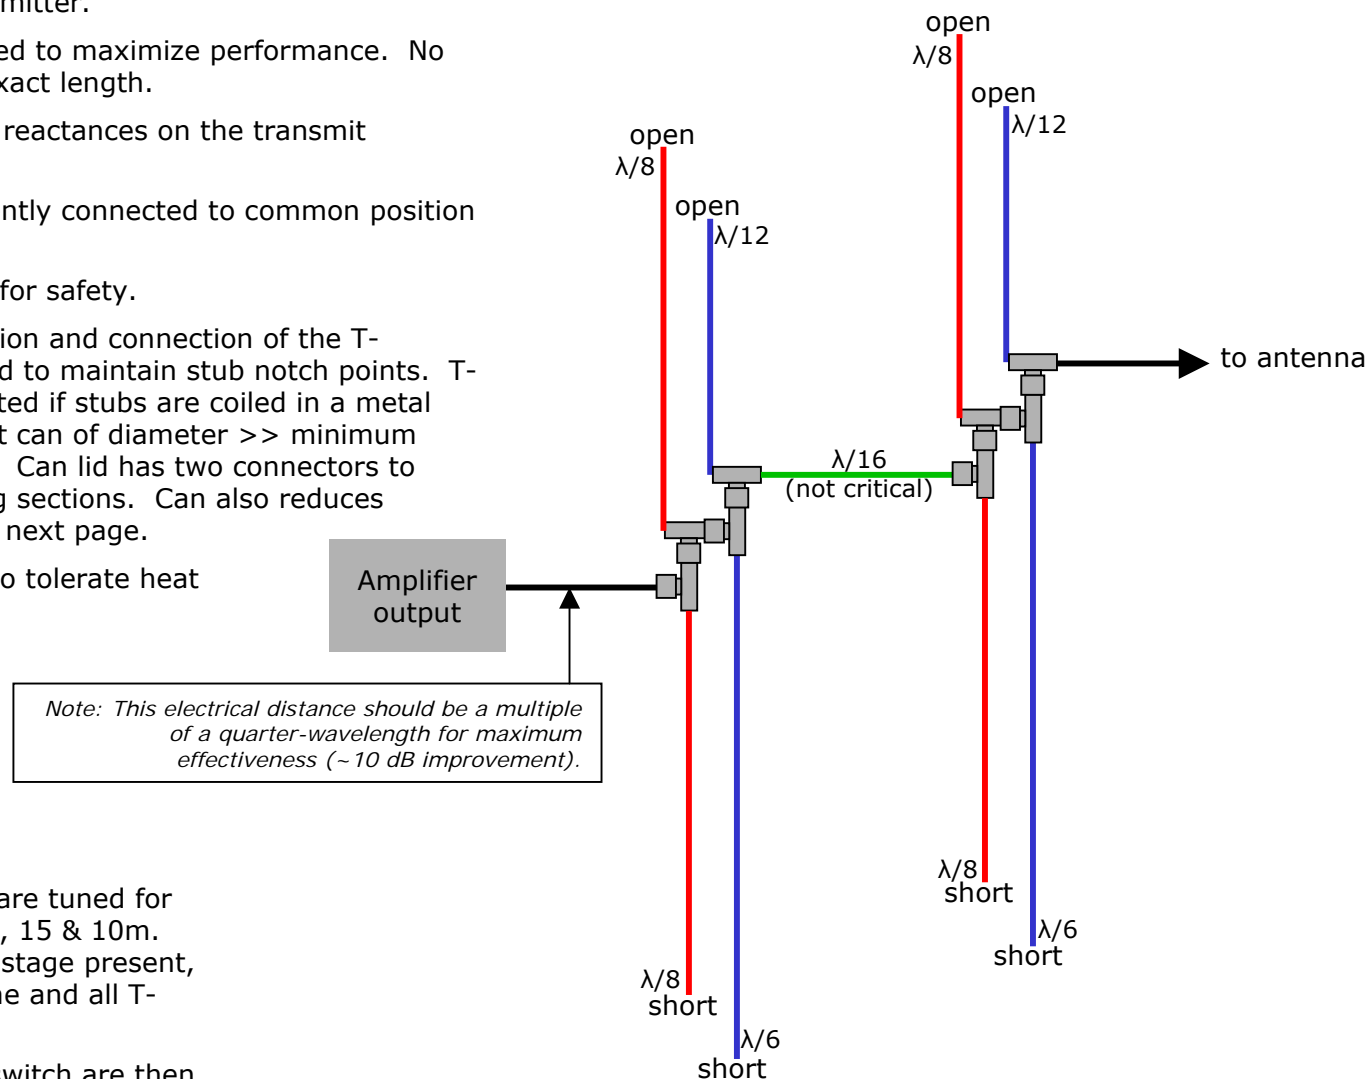 mitter.
ed to maximize performance. No
xact length.
reactances on the transmit
ntly connected to common position
for safety.
ion and connection of the T-
d to maintain stub notch points. T-
ted if stubs are coiled in a metal
t can of diameter >> minimum
Can lid has two connectors to
g sections. Can also reduces
next page.
o tolerate heat
Amplifier
output
Note: This electrical distance should be a multiple
of a quarter-wavelength for maximum
effectiveness (~10 dB improvement).
are tuned for
, 15 & 10m.
stage present,
ne and all T-
switch are then
open
λ/8
open
λ/12
λ/8
short
λ/6
short
λ/16
(not critical)
open
λ/8
open
λ/12
to antenna
λ/8
short
λ/6
short